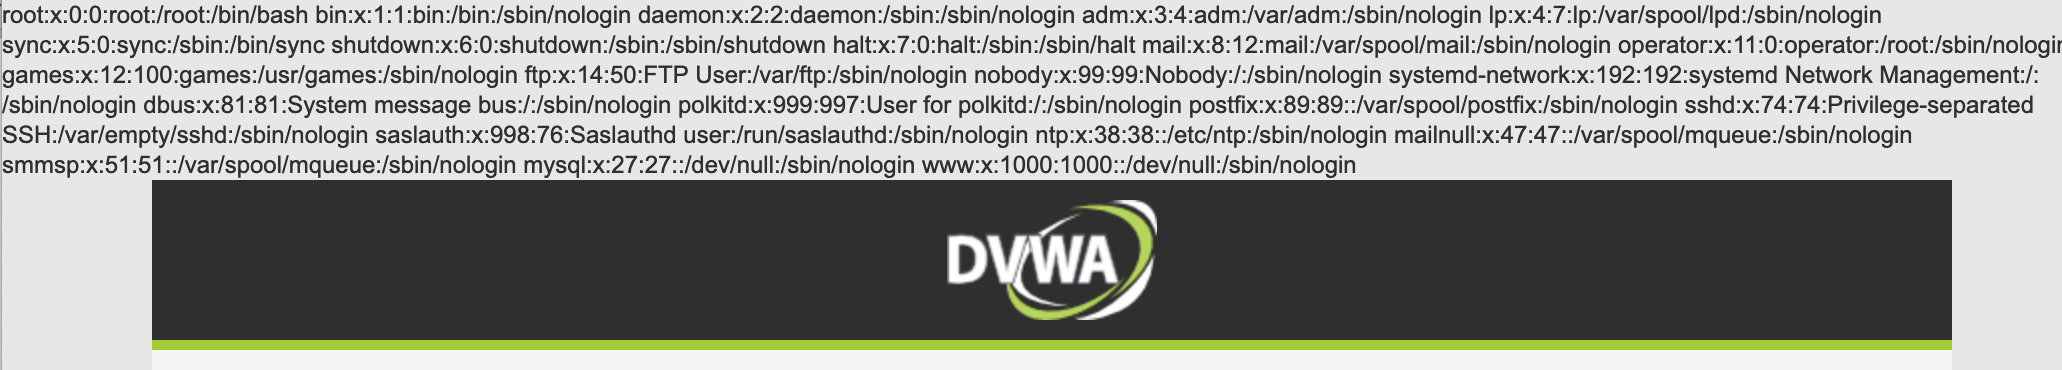 root:x:0:0:root:/root:/bin/bash bin:x:1:1:bin:/bin:/sbin/nologin daemon:x:2:2:daemon:/sbin:/sbin/nologin adm:x:3:4:adm:/var/adm:/sbin/nologin lp:x:4:7:lp:/var/spool/lpd:/sbin/nologin
sync:x:5:0:sync:/sbin:/bin/sync shutdown:x:6:0:shutdown:/sbin:/sbin/shutdown halt:x:7:0:halt:/sbin:/sbin/halt mail:x:8:12:mail:/var/spool/mail:/sbin/nologin operator:x:11:0:operator:/root:/sbin/nologin
games:x:12:100:games:/usr/games:/sbin/nologin ftp:x:14:50:FTP User:/var/ftp:/sbin/nologin nobody:x:99:99:Nobody:/:/sbin/nologin systemd-network:x:192:192:systemd Network Management:/:
/sbin/nologin dbus:x:81:81:System message bus:/:/sbin/nologin polkitd:x:999:997:User for polkitd:/:/sbin/nologin postfix:x:89:89::/var/spool/postfix:/sbin/nologin sshd:x:74:74:Privilege-separated
SSH:/var/empty/sshd:/sbin/nologin saslauth:x:998:76:Saslauthd user:/run/saslauthd:/sbin/nologin ntp:x:38:38::/etc/ntp:/sbin/nologin mailnull:x:47:47::/var/spool/mqueue:/sbin/nologin
smmsp:x:51:51::/var/spool/mqueue:/sbin/nologin mysql:x:27:27::/dev/null:/sbin/nologin www:x:1000:1000::/dev/null:/sbin/nologin
DVWA